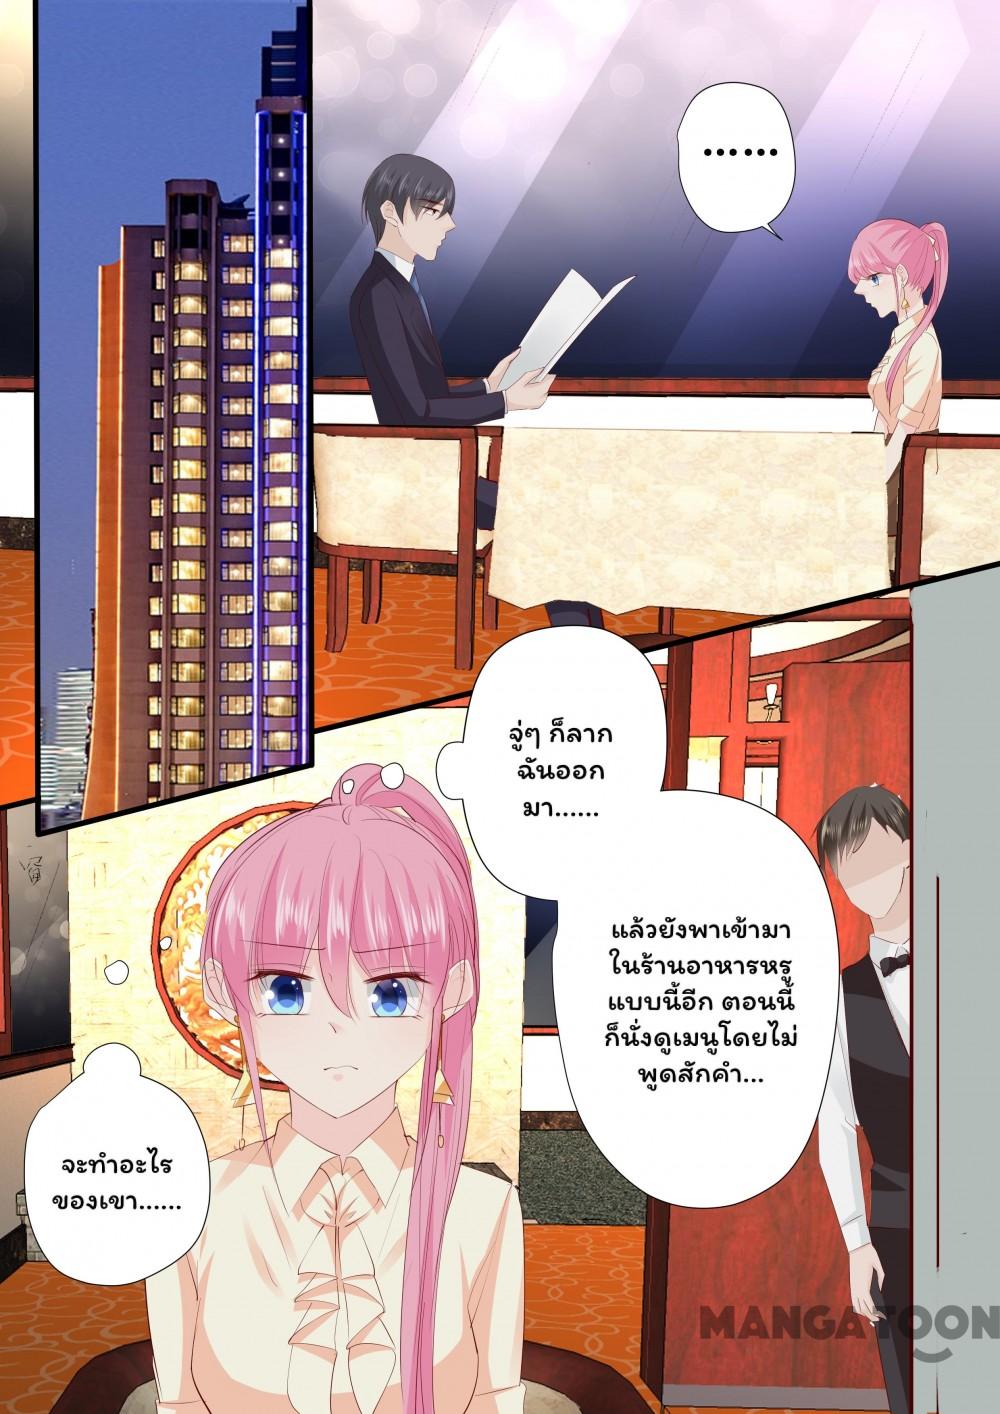 ......
จู่ๆ ก็ลาก
ฉันออก
มา......
แล้วยังพาเข้ามา
ในร้านอาหารหรู
แบบนี้อีก ตอนนี้
ก็นั่งดูเมนูโดยไม่
พูดสักคำ...
จะทำอะไร
ของเขา......
MANGATOON